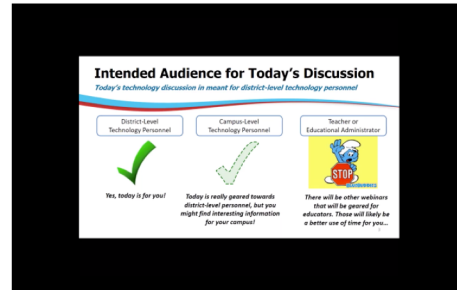 Intended Audience for Today's Discussion
Today's technology discussion in meant for district-level technology personnel
District-Level
Technology Personnel
Campus-Level
Technology Personnel
Teacher or
Educational Administrator
STOP
Yes, today is for you!
Today is really geared towards
district-level personnel, but you
might find interesting information
for your campus!
There will be other webinars
that will be geared for
educators. Those will likely be
a better use of time for you...